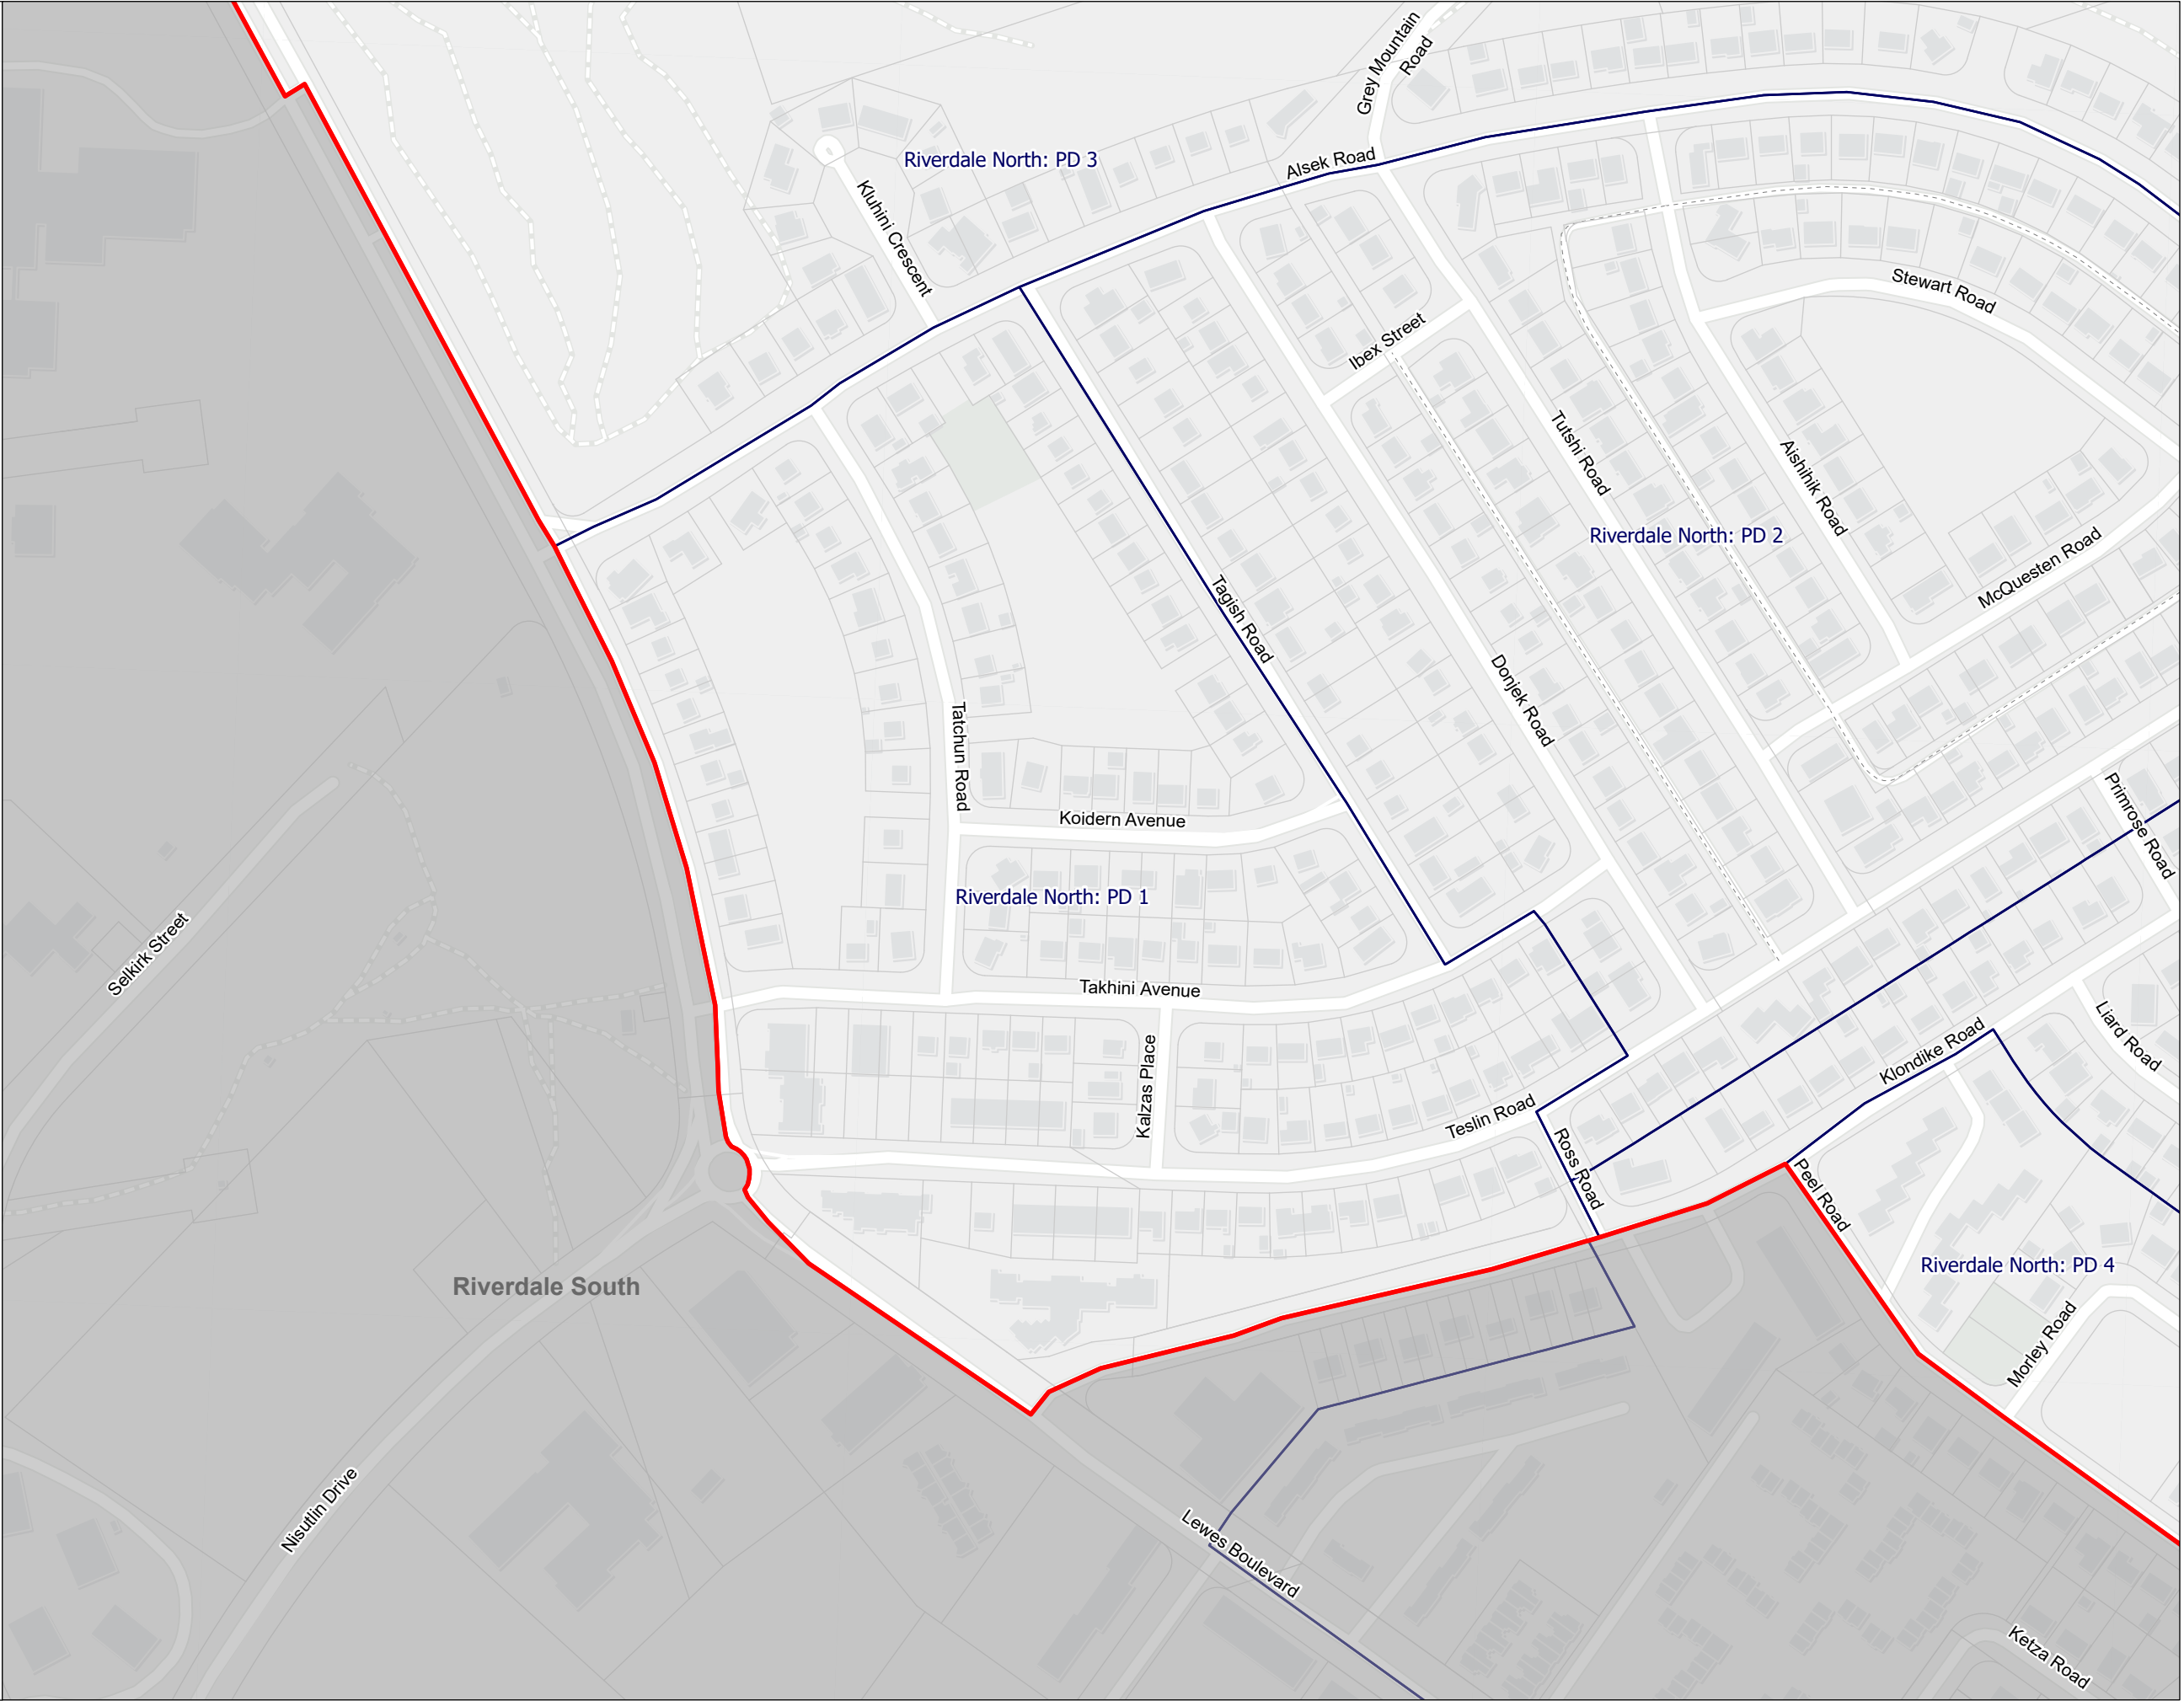 Grey Mountain
Road
Riverdale North: PD 3
Alsek Road
Kluhini Crescent
Stewart Road
Ibex Street
Tutshi Road
Aishihik Road
Riverdale North: PD 2
McQuesten Road
Tagish Road
Donjek Road
Tatchun Road
Koidern Avenue
Primrose Road
Riverdale North: PD 1
Selkirk Street
Takhini Avenue
Kalzas Place
Klondike Road
Liard Road
Teslin Road
Ross Road
Peel Road
Riverdale North: PD 4
Riverdale South
Morley Road
Nisutlin Drive
Lewes Boulevard
Ketza Road